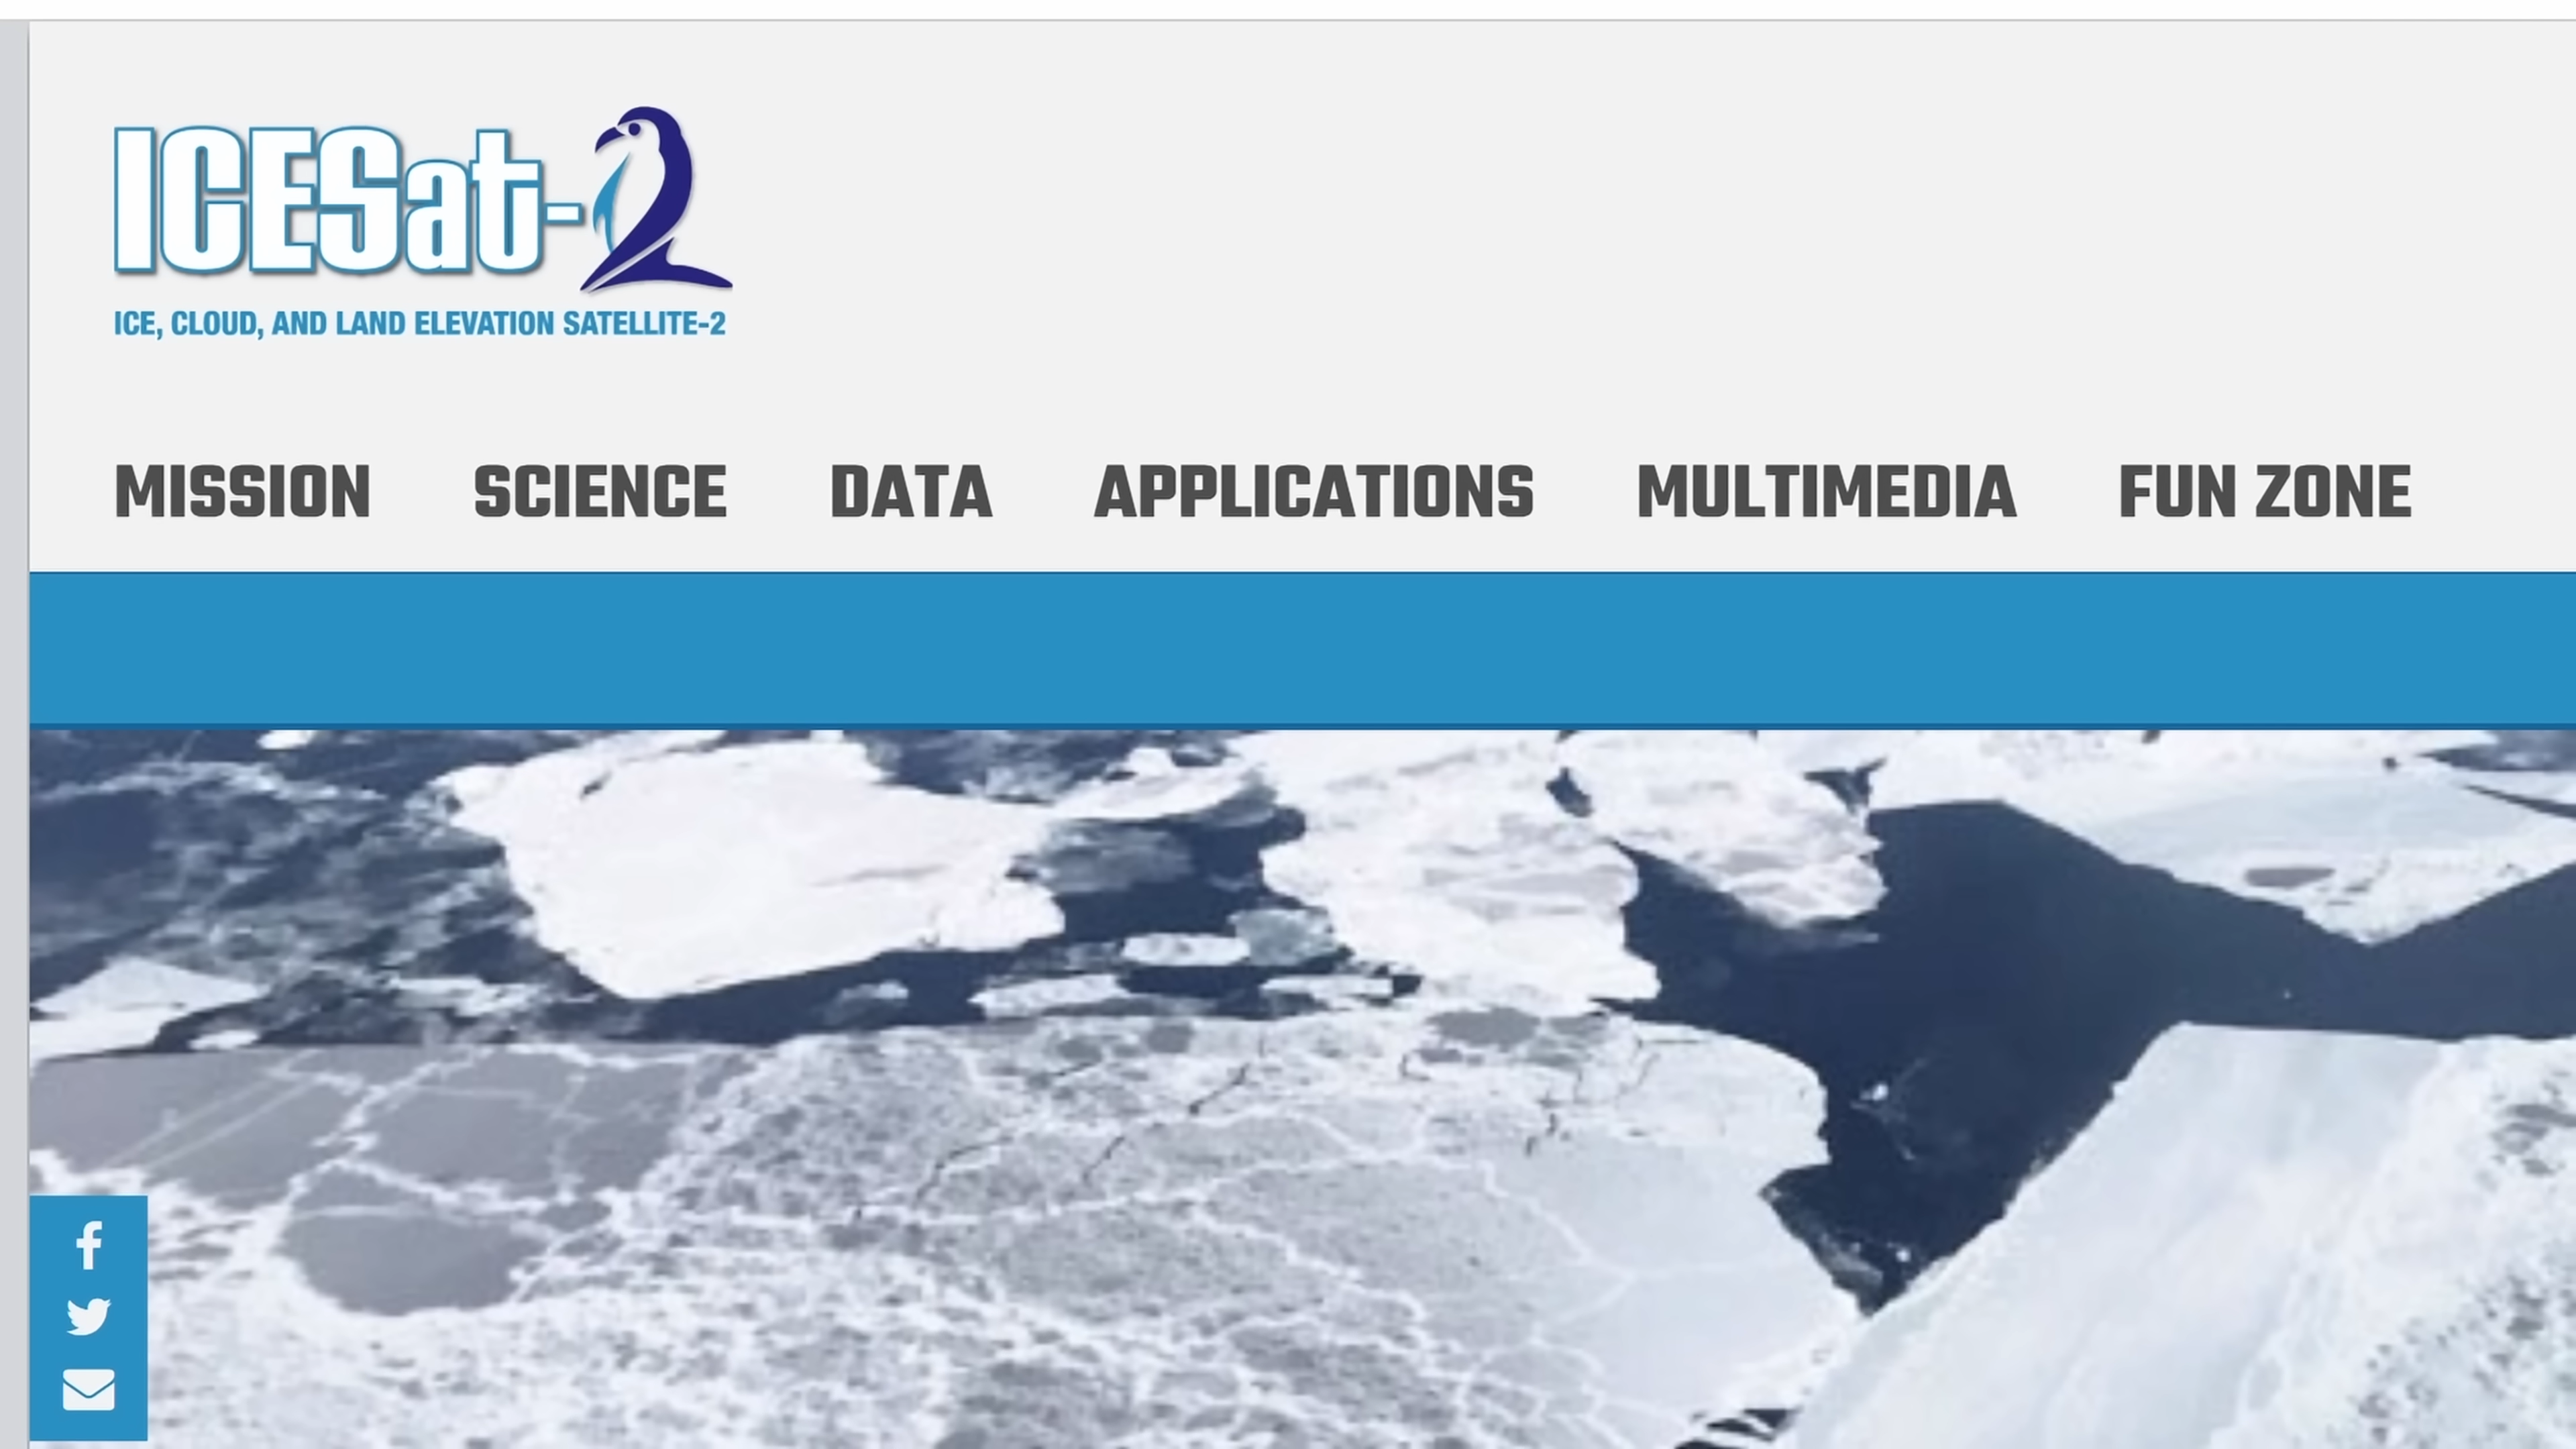 ICESat-2
ICE, CLOUD, AND LAND ELEVATION SATELLITE-2
MISSION SCIENCE DATA APPLICATIONS MULTIMEDIA FUN ZONE